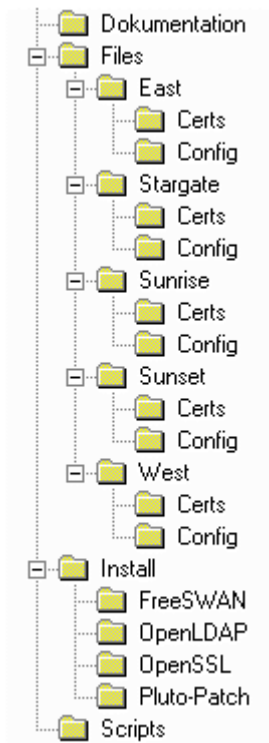 Dokumentation
Files
East
Certs
Config
Stargate
Certs
Config
Sunrise
Certs
Config
Sunset
Certs
Config
West
Certs
Config
Install
FreeSWAN
OpenLDAP
OpenSSL
Pluto-Patch
Scripts